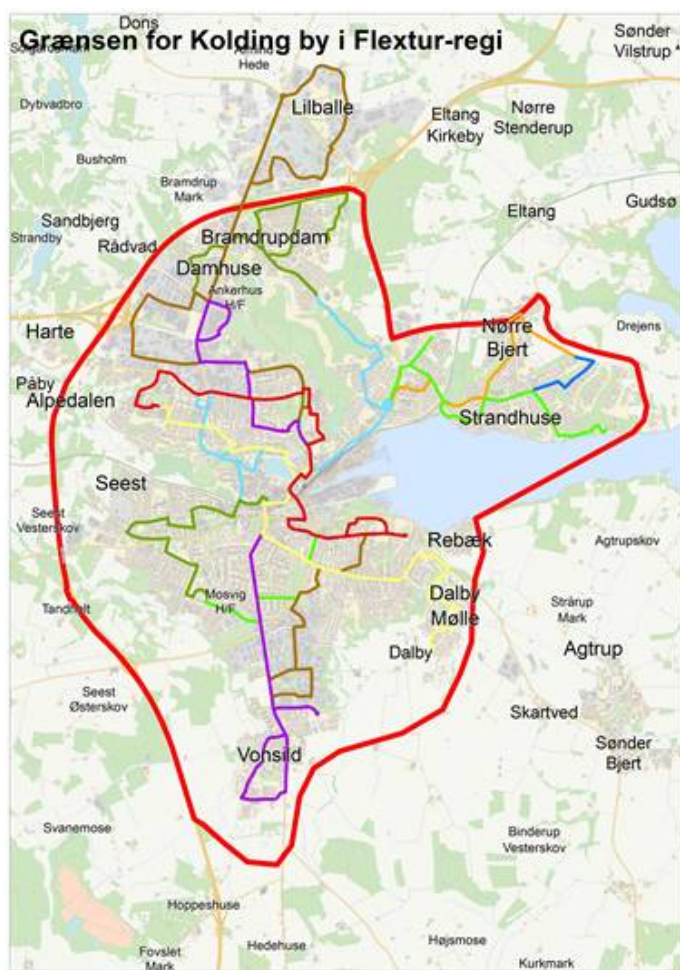 Dons
Sønder
Vilstrup
Grænsen for Kolding by i Flextur-regi
Hede
Lilballe
Dybvadbro
Eltang
Kirkeby
Nørre
Stenderup
Busholm
Bramdrup
Mark
Sandbjerg
Strandby
Rådvad
Bramdrupdam
Eltang
Gudsø
Damhuse
Ankerhus
H/F
Harte
Nørre
Bjert
Drejens
Påby
Alpedalen
Strandhuse
Seest
Seest
Vesterskov
Rebæk
Agtrupskov
Mosvig
H/F
Dalby
Mølle
Strårup
Mark
Dalby
Agtrup
Seest
Østerskov
Skartved
Vonsild
Sønder
Bjert
Svanemose
Binderup
Vesterskov
Hoppeshuse
Fovslet
Mark
Hedehuse
Højsmose
Kurkmark